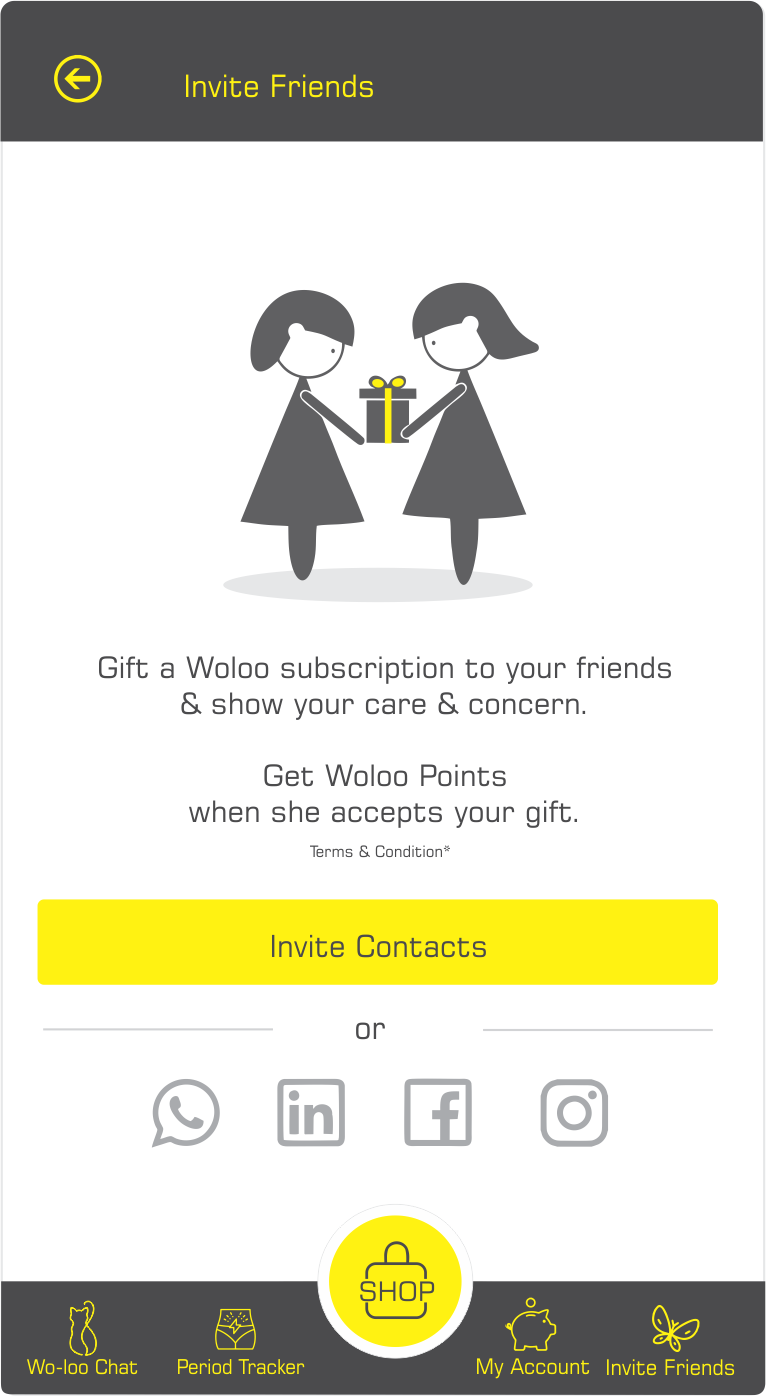 Invite Friends
Gift a Woloo subscription to your friends
& show your care & concern.
Get Woloo Points
when she accepts your gift.
Terms & Condition*
Invite Contacts
or
in
f
SHOP
Wo-loo Chat
Period Tracker
My Account
Invite Friends